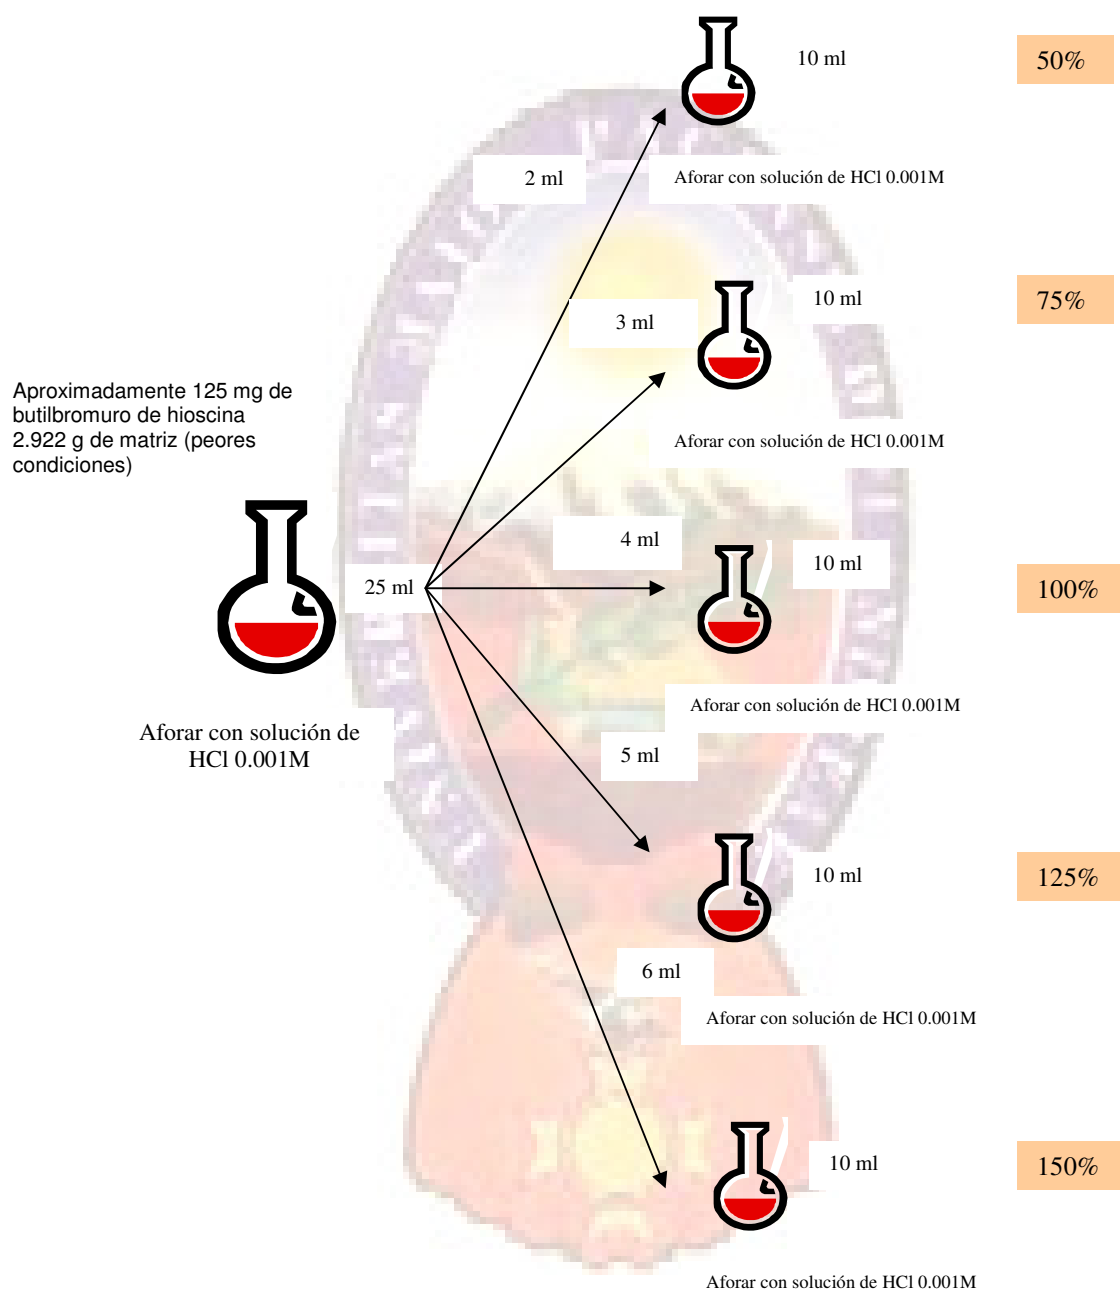 10 ml
50%
2 ml
Aforar con solución de HCl 0.001M
10 ml
75%
3 ml
Aproximadamente 125 mg de
butilbromuro de hioscina
2.922 g de matriz (peores
condiciones)
Aforar con solución de HCl 0.001M
4 ml
10 ml
100%
25 ml
Aforar con solución de HCl 0.001M
Aforar con solución de
HCl 0.001M
5 ml
10 ml
125%
6 ml
Aforar con solución de HCl 0.001M
10 ml
150%
Aforar con solución de HCl 0.001M